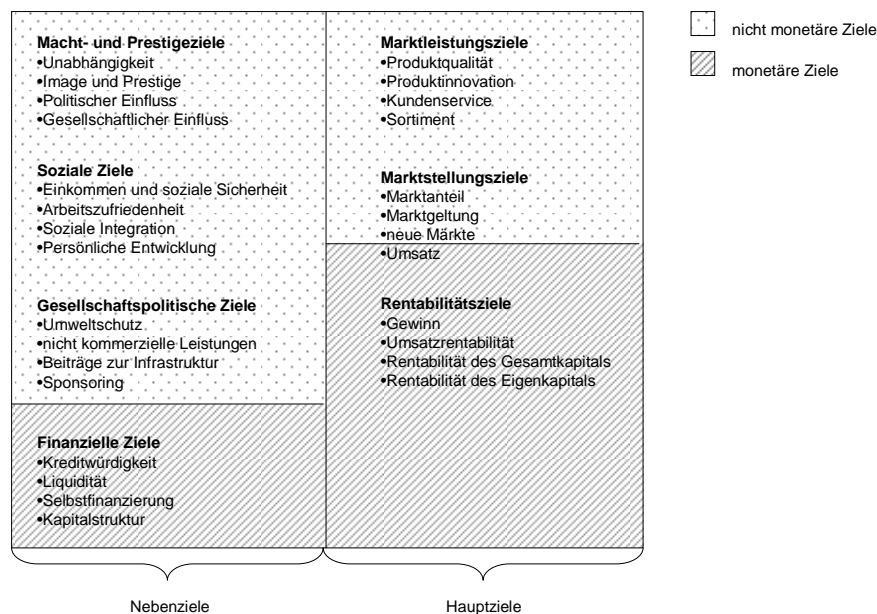 Macht- und Prestigeziele
•Unabhängigkeit
•Image und Prestige
•Politischer Einfluss
•Gesellschaftlicher Einfluss
Soziale Ziele
•Einkommen und soziale Sicherheit
•Arbeitszufriedenheit
•Soziale Integration
•Persönliche Entwicklung
Gesellschaftspolitische Ziele
•Umweltschutz
•nicht kommerzielle Leistungen
•Beiträge zur Infrastruktur
•Sponsoring
Finanzielle Ziele
•Kreditwürdigkeit
•Liquidität
•Selbstfinanzierung
•Kapitalstruktur
Marktleistungsziele
•Produktqualität
•Produktinnovation
•Kundenservice
•Sortiment
Marktstellungsziele
•Marktanteil
•Marktgeltung
•neue Märkte
•Umsatz
Rentabilitätsziele
•Gewinn
•Umsatzrentabilität
•Rentabilität des Gesamtkapitals
•Rentabilität des Eigenkapitals
nicht monetäre Ziele
monetäre Ziele
Nebenziele
Hauptziele